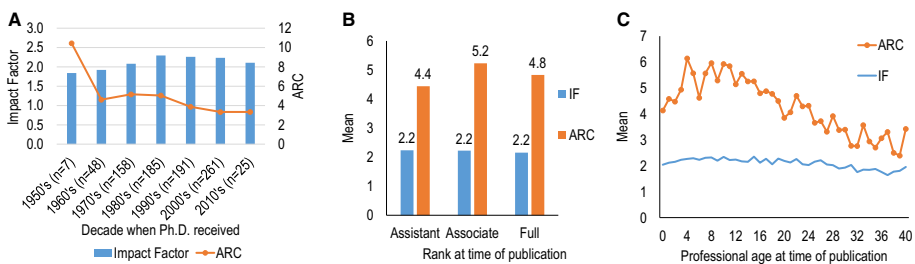 A
3.0
2.5
2.0
1.5
1.0
0.5
0.0
Impact Factor
12
10
8
6
4
2
0
ARC
1950's (n=7)
1960's (n=48)
1970's (n=158)
1980's (n=185)
1990's (n=191)
2000's (n=261)
2010's (n=25)
Decade when Ph.D. received
Impact Factor ARC
B
6
5
4
3
2
1
0
Mean
2.2 4.4 2.2 5.2 2.2 4.8
IF
ARC
Assistant Associate Full
Rank at time of publication
C
7
6
5
4
3
2
1
0
Mean
ARC
IF
0 4 8 12 16 20 24 28 32 36 40
Professional age at time of publication